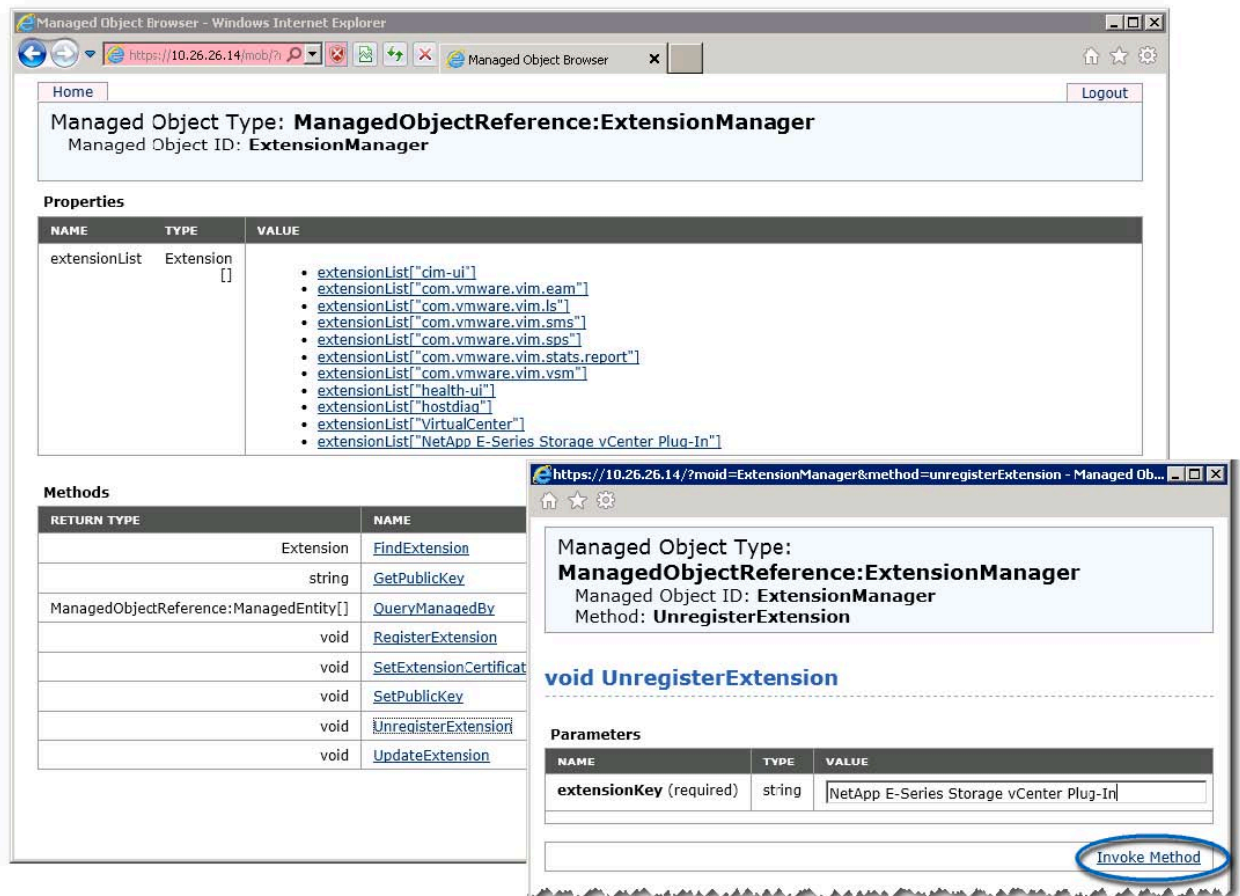 Managed Object Browser - Windows Internet Explorer
https://10.26.26.14/mob/?
Managed Object Browser
Home
Logout
Managed Object Type: ManagedObjectReference:ExtensionManager
Managed Object ID: ExtensionManager
Properties
NAME TYPE VALUE
extensionList Extension
[]
extensionList["cim-ui"]
extensionList["com.vmware.vim.eam"]
extensionList["com.vmware.vim.ls"]
extensionList["com.vmware.vim.sms"]
extensionList["com.vmware.vim.sps"]
extensionList["com.vmware.vim.stats.report"]
extensionList["com.vmware.vim.vsm"]
extensionList["health-ui"]
extensionList["hostdiag"]
extensionList["VirtualCenter"]
extensionList["NetApp E-Series Storage vCenter Plug-In"]
Methods
RETURN TYPE NAME
Extension FindExtension
string GetPublicKey
ManagedObjectReference:ManagedEntity[] QueryManagedBy
void RegisterExtension
void SetExtensionCertificat
void SetPublicKey
void UnregisterExtension
void UpdateExtension
https://10.26.26.14/?moid=ExtensionManager&method=unregisterExtension - Managed Ob...
Managed Object Type:
ManagedObjectReference:ExtensionManager
Managed Object ID: ExtensionManager
Method: UnregisterExtension
void UnregisterExtension
Parameters
NAME TYPE VALUE
extensionKey (required) string NetApp E-Series Storage vCenter Plug-In
Invoke Method